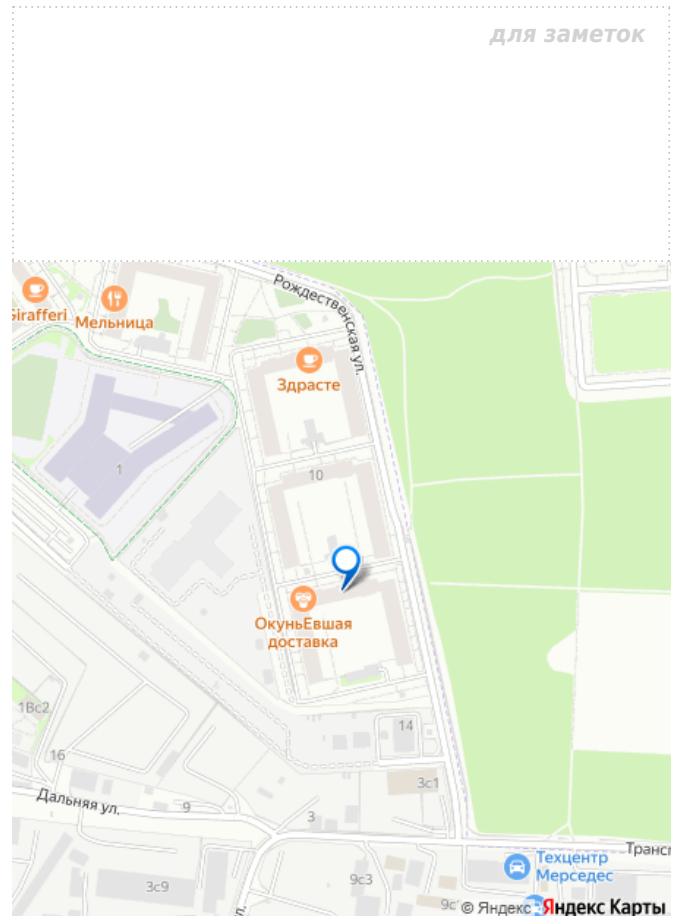 для заметок
Рождественская ул.
Girafferi
Мельница
Здрасте
1
10
ОкуньЕвшая
доставка
1Вс2
14
16
3с1
Дальняя ул.
9
3
Техцентр
Мерседес
9с3
3с9
ул.
© Яндекс
Яндекс Карты